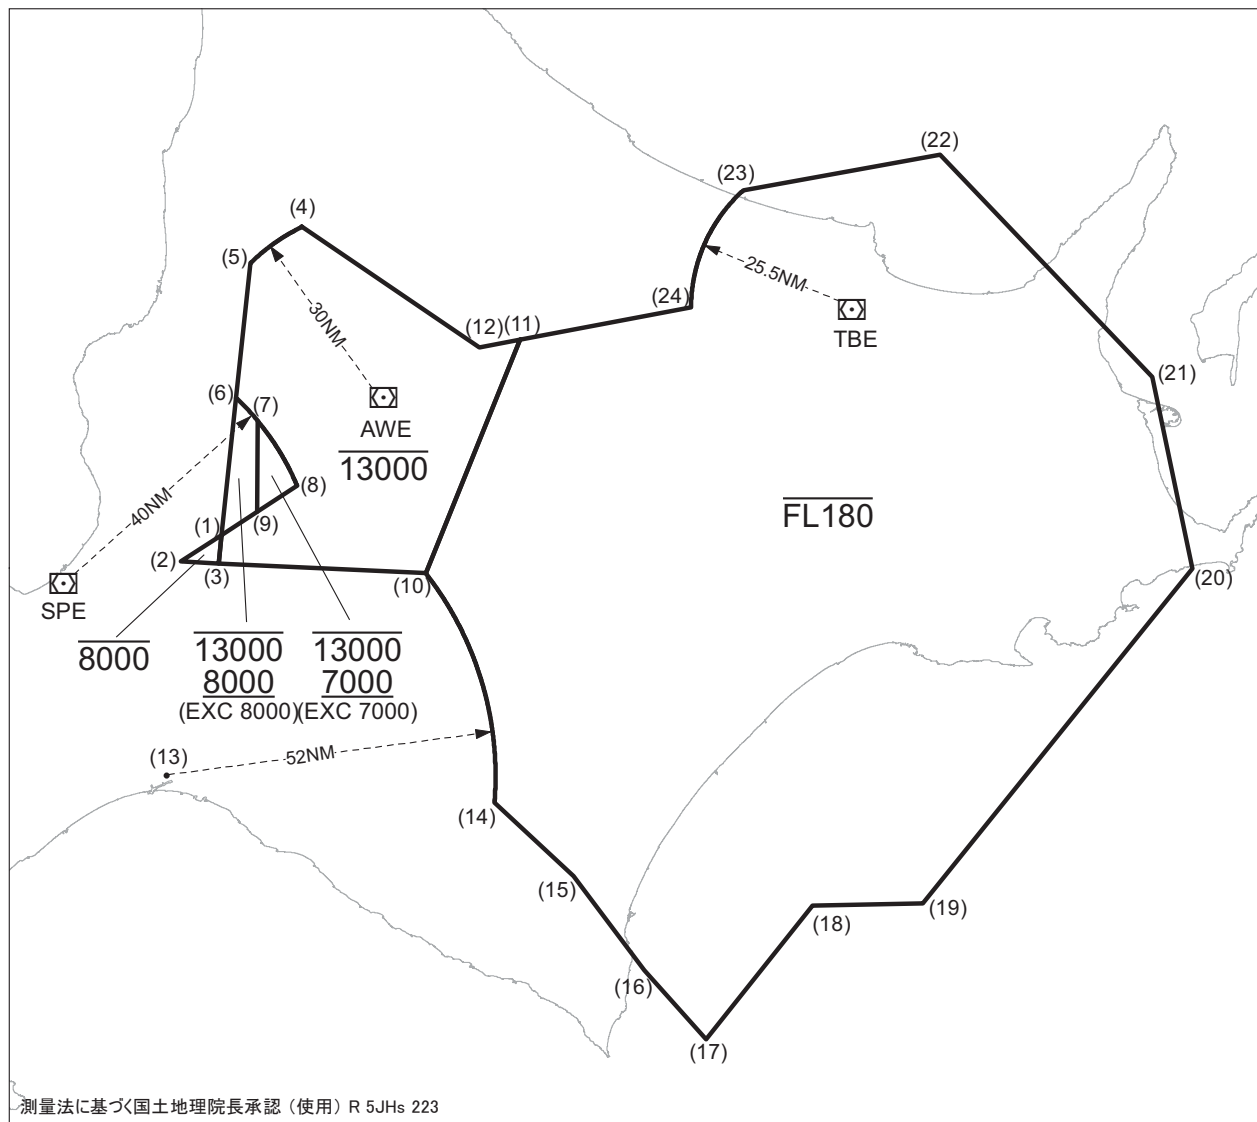 (22)
(23)
(4)
(5)
25.5NM
(24)
(12)
(11)
TBE
30NM
(21)
(6)
(7)
AWE
13000
(8)
FL180
40NM
(9)
(1)
(2)
(3)
(10)
(20)
SPE
8000
13000
8000
(EXC 8000)
13000
7000
(EXC 7000)
(13)
52NM
(14)
(15)
(19)
(18)
(16)
(17)
測量法に基づく国土地理院長承認（使用）R 5JHs 223